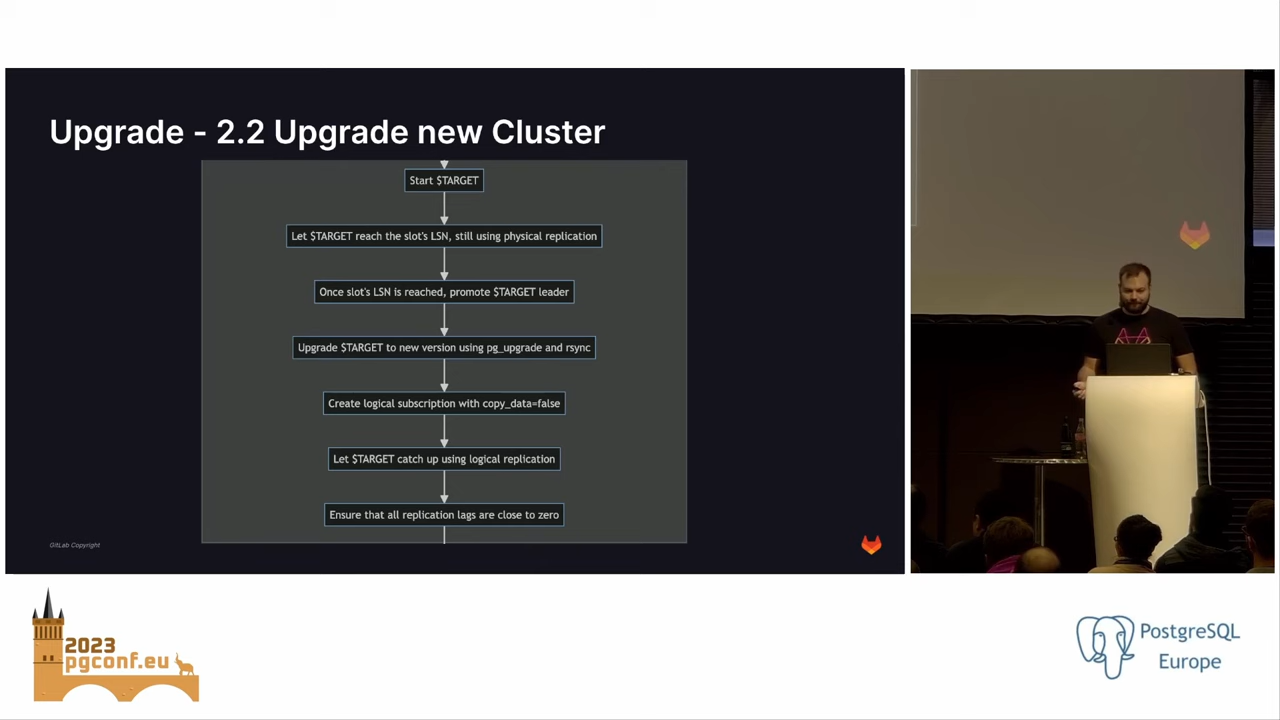 Upgrade - 2.2 Upgrade new Cluster
Start $TARGET
Let $TARGET reach the slot's LSN, still using physical replication
Once slot's LSN is reached, promote $TARGET leader
Upgrade $TARGET to new version using pg_upgrade and rsync
Create logical subscription with copy_data=false
Let $TARGET catch up using logical replication
Ensure that all replication lags are close to zero
GitLab Copyright
2023
pgconf.eu
PostgreSQL
Europe